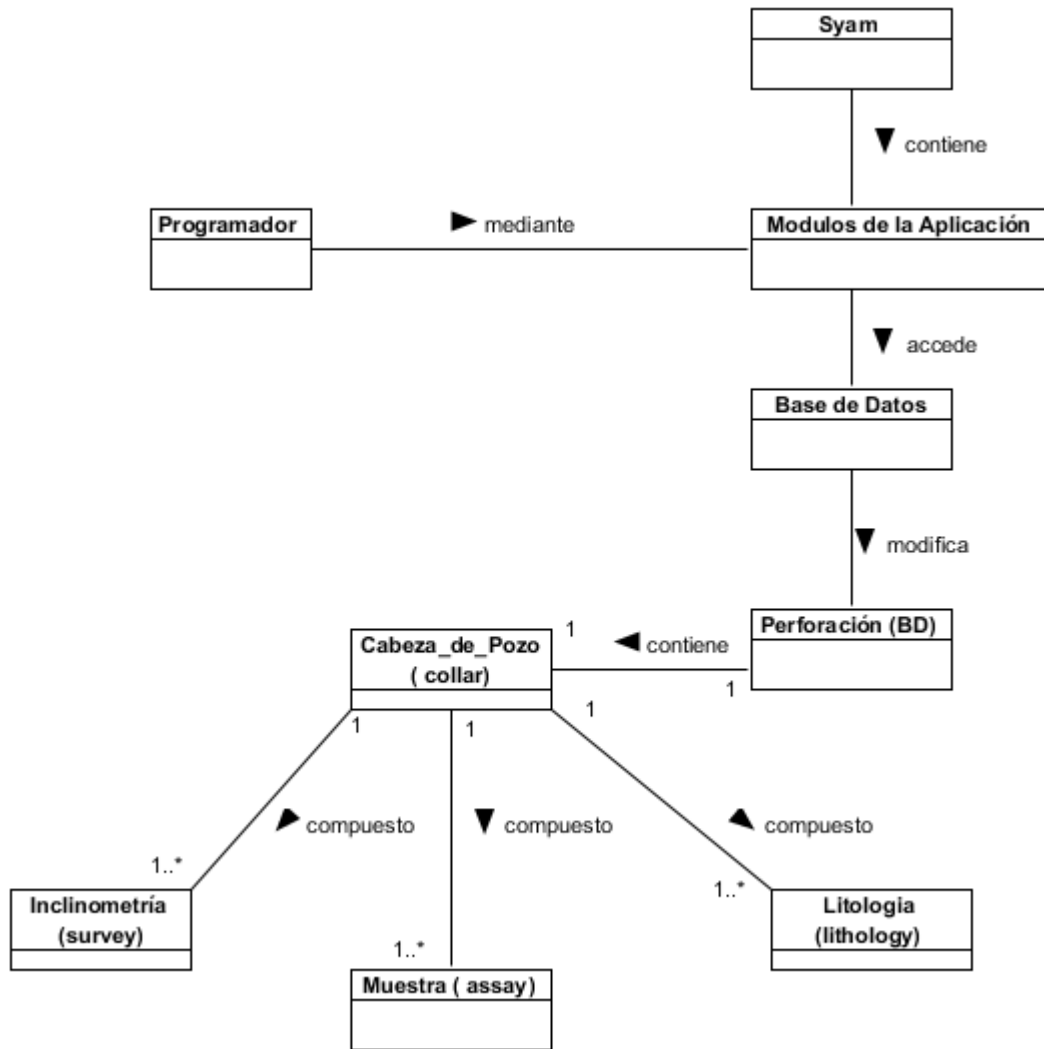 Syam
contiene
Programador
mediante
Modulos de la Aplicación
accede
Base de Datos
modifica
Perforación (BD)
1
contiene
1
Cabeza_de_Pozo
( collar)
1
1
1
compuesto
compuesto
compuesto
1..*
1..*
1..*
Inclinometría
(survey)
Muestra ( assay)
Litologia
(lithology)